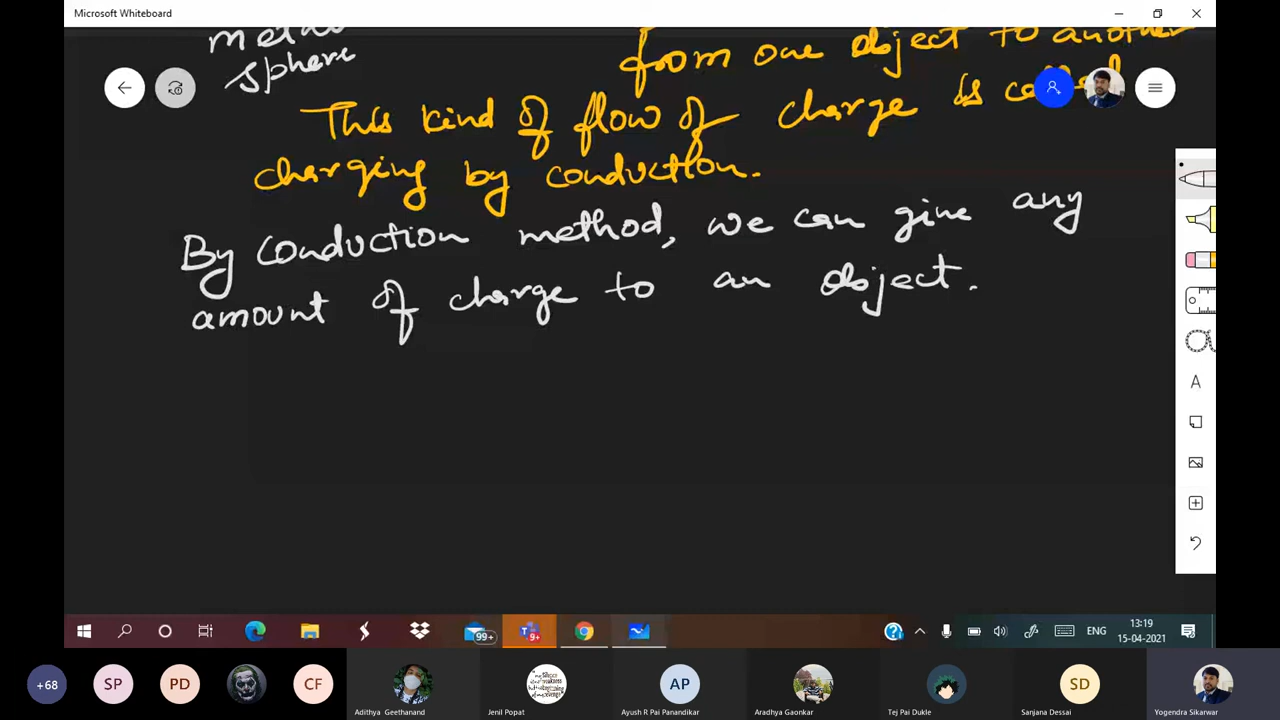 Microsoft Whiteboard
sphere
from one object to another
This kind of flow of charge is called
charging by conduction.
By conduction method, we can give any
amount of charge to an object.
A
99+
9+
ENG
13:19
15-04-2021
+68
SP
PD
CF
AP
SD
Adithya Geethanand
Jenil Popat
Ayush R Pai Panandikar
Aradhya Gaonkar
Tej Pai Dukle
Sanjana Dessai
Yogendra Sikarwar